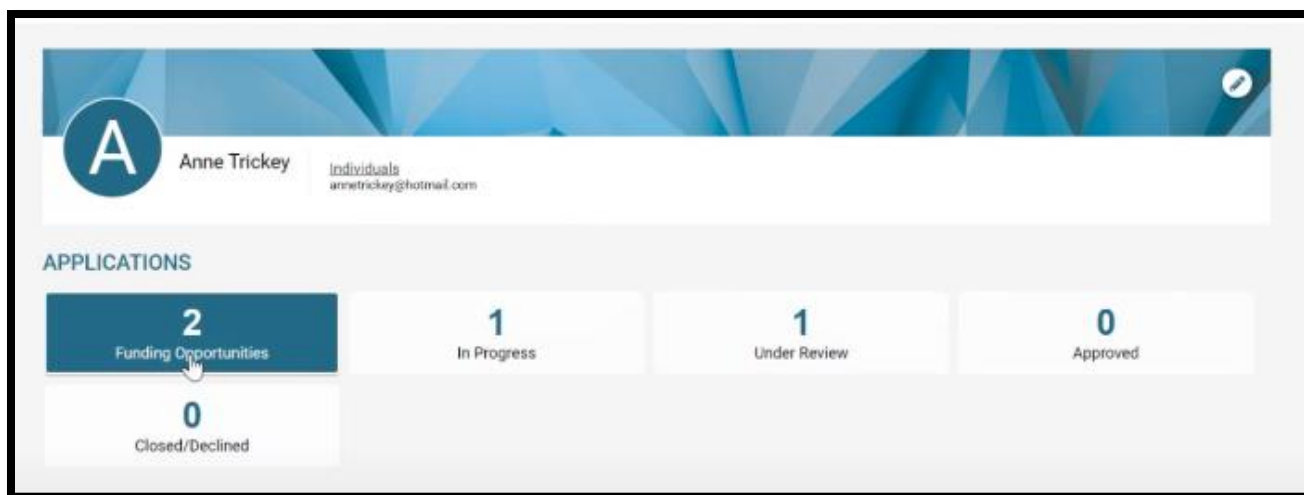 A
Anne Trickey
Individuals
annetrickey@hotmail.com
APPLICATIONS
2
Funding Opportunities
1
In Progress
1
Under Review
0
Approved
0
Closed/Declined